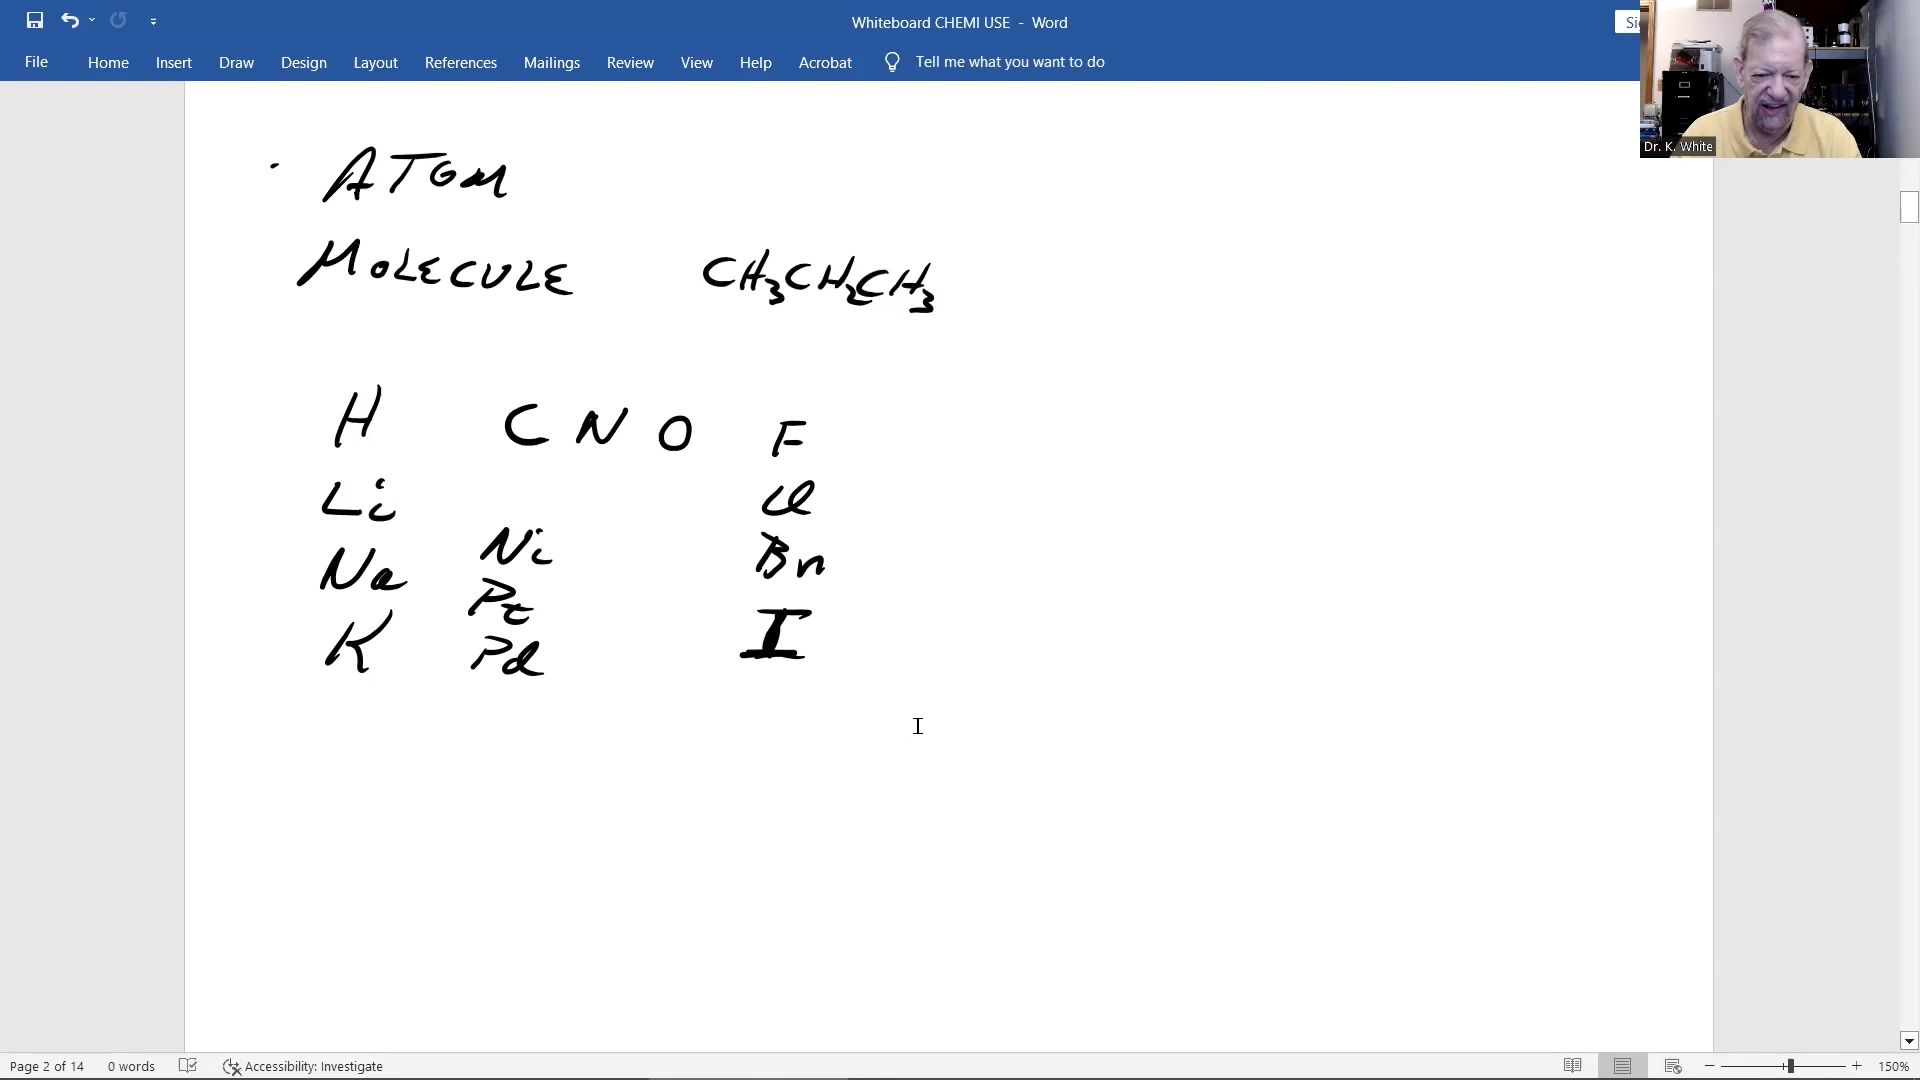 Whiteboard CHEMI USE - Word
Si
File Home Insert Draw Design Layout References Mailings Review View Help Acrobat Tell me what you want to do
Dr. K. White
ATOM
MOLECULE CH₃CH₂CH₃
H C N O F
Li Cl
Ni Br
Na
Pt
K Pd I
Page 2 of 14 0 words Accessibility: Investigate 150%